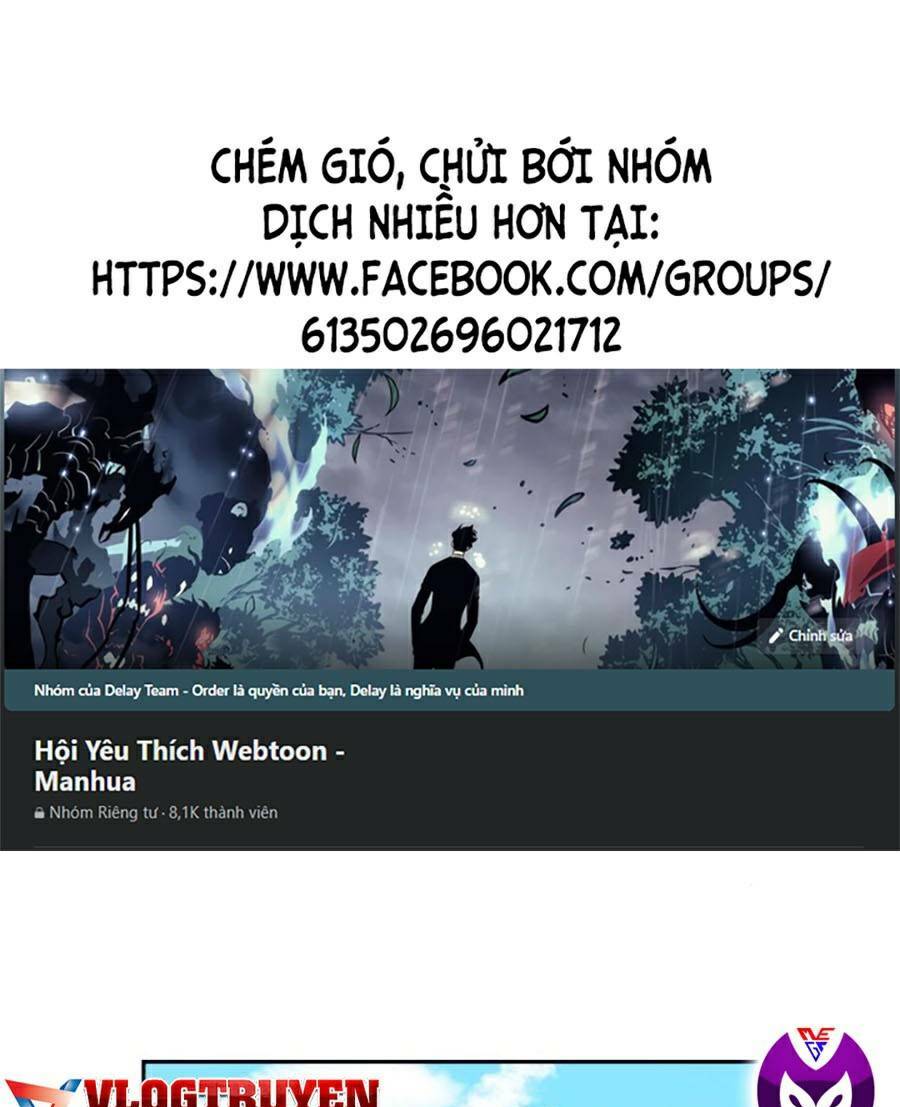 CHÉM GIÓ, CHỬI BỚI NHÓM
DỊCH NHIỀU HƠN TẠI:
HTTPS://WWW.FACEBOOK.COM/GROUPS/
613502696021712
Chỉnh sửa
Nhóm của Delay Team - Order là quyền của bạn, Delay là nghĩa vụ của mình
Hội Yêu Thích Webtoon -
Manhua
Nhóm Riêng tư · 8,1K thành viên
VLOGTRUYEN